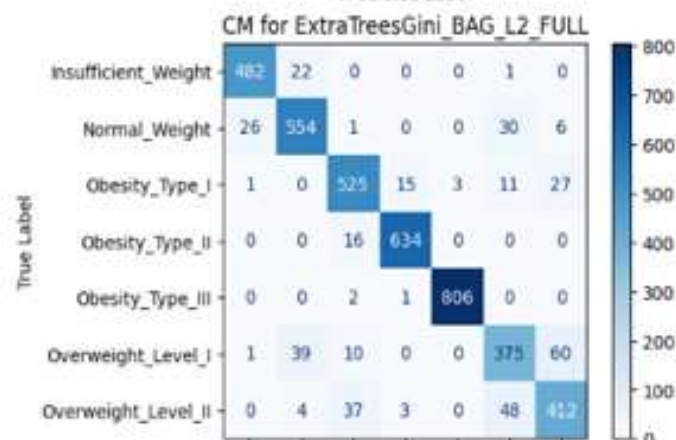 CM for ExtraTreesGini_BAG_L2_FULL
Insufficient_Weight 482 22 0 0 0 1 0
Normal_Weight 26 554 1 0 0 30 6
Obesity_Type_I 1 0 525 15 3 11 27
Obesity_Type_II 0 0 16 634 0 0 0
Obesity_Type_III 0 0 2 1 806 0 0
Overweight_Level_I 1 39 10 0 0 375 60
Overweight_Level_II 0 4 37 3 0 48 412
True Label
800
700
600
500
400
300
200
100